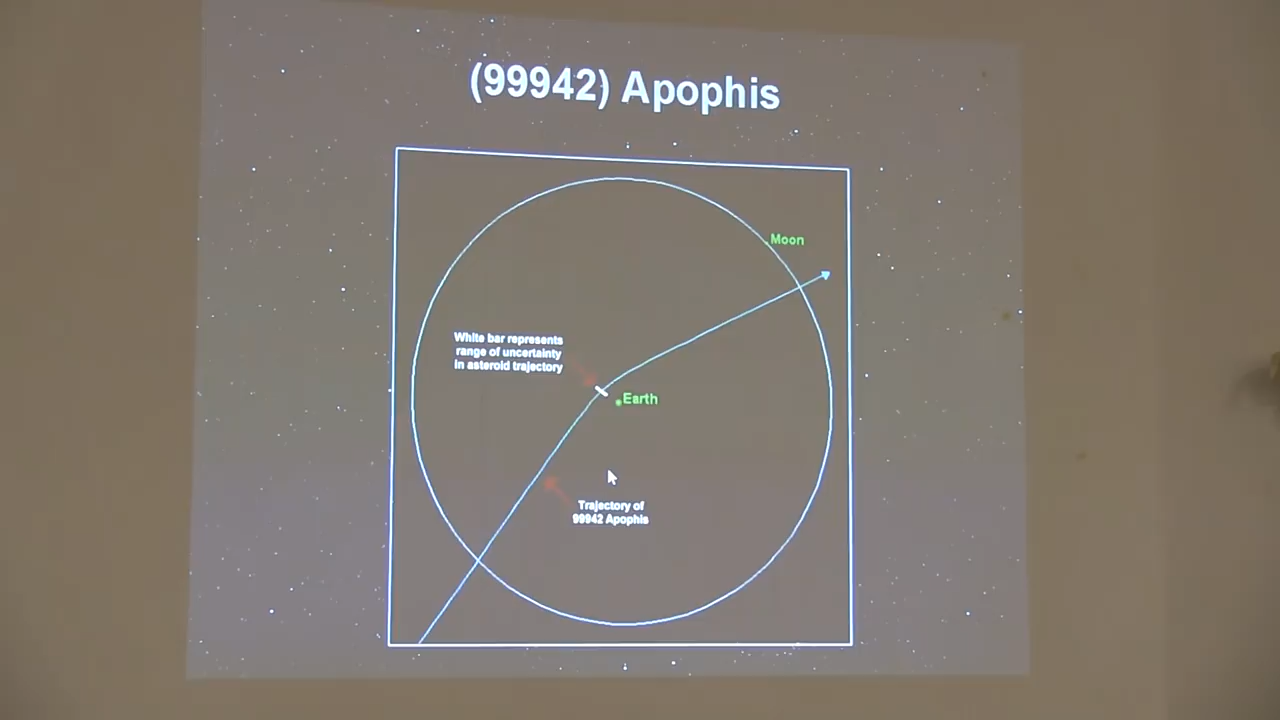 (99942) Apophis
Moon
White bar represents
range of uncertainty
in asteroid trajectory
Earth
Trajectory of
99942 Apophis